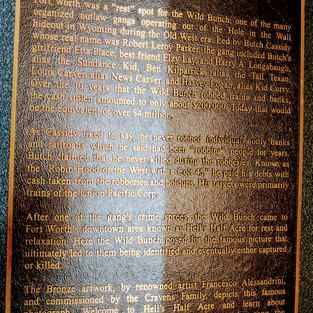 Fort Worth was a "rest" spot for the Wild Bunch, one of the many
organized outlaw gangs operating out of the Hole in the Wall
hideout in Wyoming during the Old West era. Led by Butch Cassidy
whose real name was Robert Leroy Parker, the gang included Butch's
girlfriend Etta Place, best friend Elzy Lay, and Harry A. Longabaugh,
alias the Sundance Kid, Ben Kilpatrick, alias the Tall Texan,
Carver, alias News Carver, and Harvey Logan, alias Kid Curry.
Over the 10 years that the Wild Bunch robbed trains and banks,
the cash stolen amounted to only about Today that would
be the equivalent of over $4 million.
As Cassidy liked to say, he never robbed individuals, only banks
and railroads which he said had been "robbing" people for years.
Butch claimed that he never killed during the robberies. Known as
the "Robin Hood of the West with a Colt 45," he paid his debts with
cash taken from the robberies and holdups. His targets were primarily
trains of the Union Pacific Corp.
After one of the gang's crime sprees, the Wild Bunch came to
Fort Worth's downtown area known as Hell's Half Acre for rest and
relaxation. Here the Wild Bunch posed for the famous picture that
ultimately led to them being identified and eventually either captured
or killed.
The Bronze artwork, by renowned artist Francesco Alessandrini,
and commissioned by the Cravens Family, depicts this famous
photograph. Welcome to Hell's Half Acre and learn about